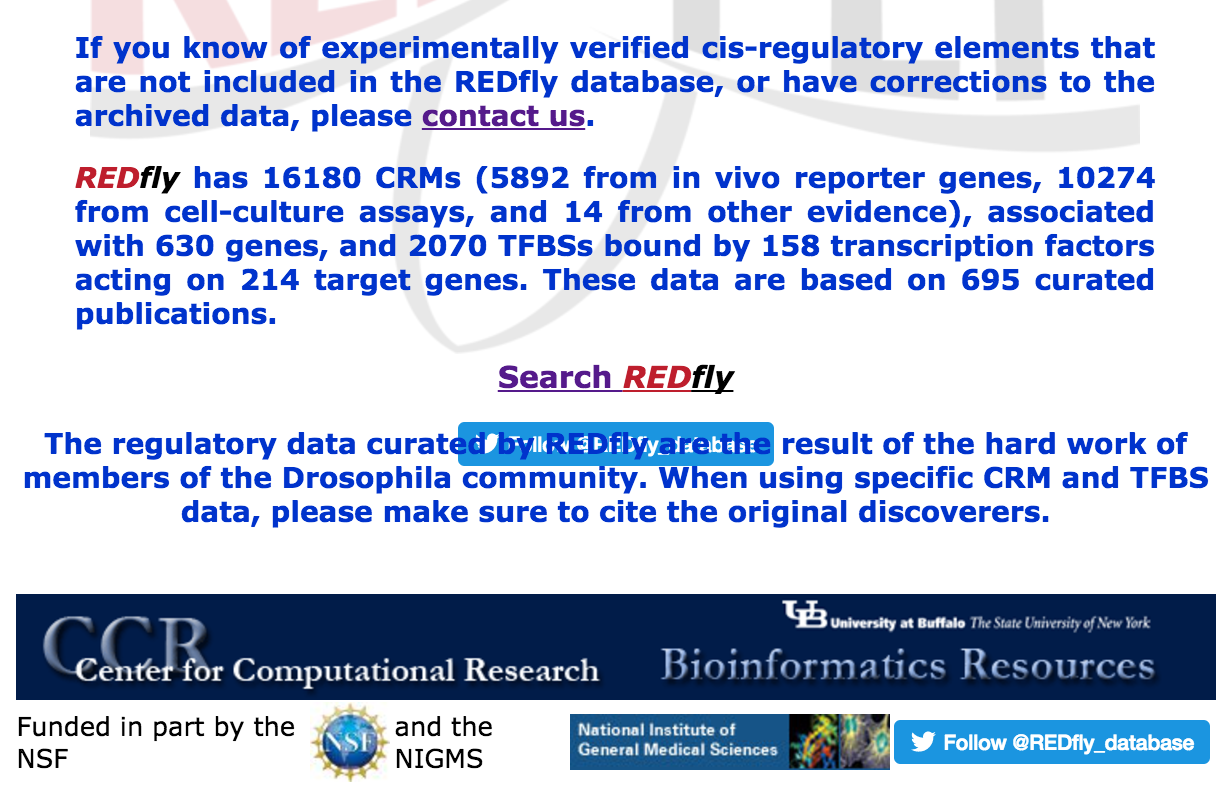 If you know of experimentally verified cis-regulatory elements that
are not included in the REDfly database, or have corrections to the
archived data, please contact us.
REDfly has 16180 CRMs (5892 from in vivo reporter genes, 10274
from cell-culture assays, and 14 from other evidence), associated
with 630 genes, and 2070 TFBSs bound by 158 transcription factors
acting on 214 target genes. These data are based on 695 curated
publications.
Search REDfly
The regulatory data curated by REDfly are the result of the hard work of
Follow @REDfly_database
members of the Drosophila community. When using specific CRM and TFBS
data, please make sure to cite the original discoverers.
CCR
Center for Computational Research
UB University at Buffalo The State University of New York
Bioinformatics Resources
Funded in part by the
NSF
NSF
and the
NIGMS
National Institute of
General Medical Sciences
Follow @REDfly_database